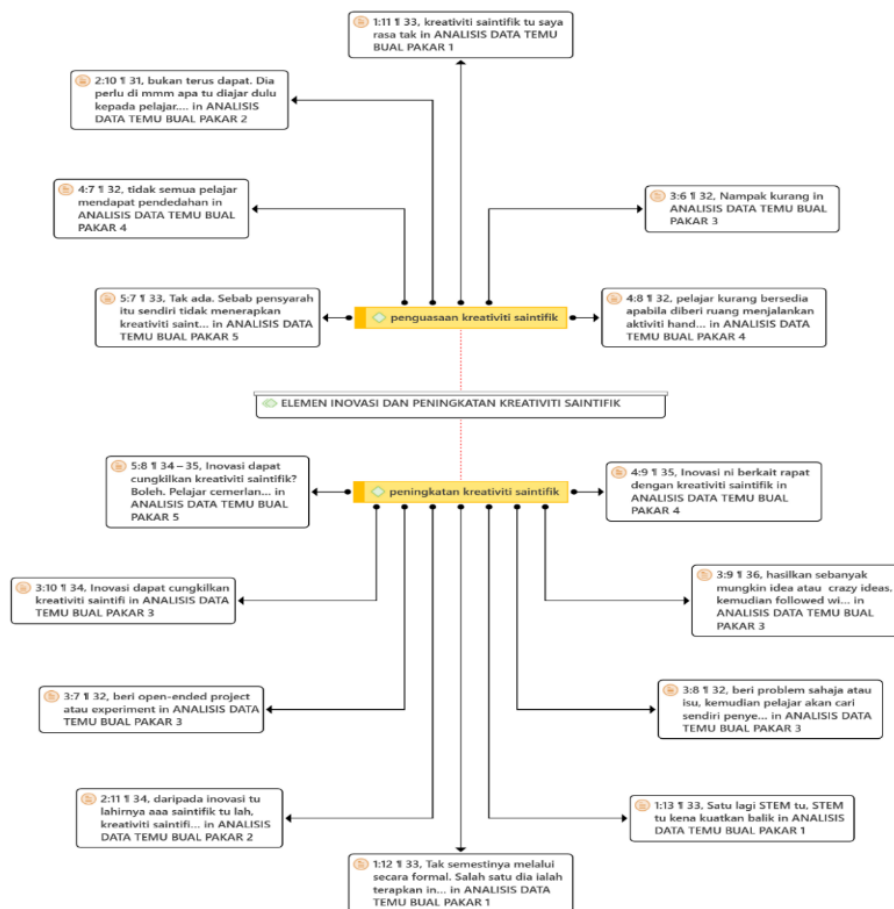 1:11 ¶ 33, kreativiti saintifik tu saya
rasa tak in ANALISIS DATA TEMU
BUAL PAKAR 1
2:10 ¶ 31, bukan terus dapat. Dia
perlu di mmm apa tu diajar dulu
kepada pelajar.... in ANALISIS
DATA TEMU BUAL PAKAR 2
4:7 ¶ 32, tidak semua pelajar
mendapat pendedahan in
ANALISIS DATA TEMU BUAL
PAKAR 4
3:6 ¶ 32, Nampak kurang in
ANALISIS DATA TEMU BUAL
PAKAR 3
5:7 ¶ 33, Tak ada. Sebab pensyarah
itu sendiri tidak menerapkan
kreativiti saint... in ANALISIS DATA
TEMU BUAL PAKAR 5
penguasaan kreativiti saintifik
4:8 ¶ 32, pelajar kurang bersedia
apabila diberi ruang menjalankan
aktiviti hand... in ANALISIS DATA
TEMU BUAL PAKAR 4
ELEMEN INOVASI DAN PENINGKATAN KREATIVITI SAINTIFIK
5:8 ¶ 34 – 35, Inovasi dapat
cungkilkan kreativiti saintifik?
Boleh. Pelajar cemerlan... in
ANALISIS DATA TEMU BUAL
PAKAR 5
peningkatan kreativiti saintifik
4:9 ¶ 35, Inovasi ni berkait rapat
dengan kreativiti saintifik in
ANALISIS DATA TEMU BUAL
PAKAR 4
3:10 ¶ 34, Inovasi dapat cungkilkan
kreativiti saintifi in ANALISIS DATA
TEMU BUAL PAKAR 3
3:9 ¶ 36, hasilkan sebanyak
mungkin idea atau crazy ideas,
kemudian followed wi... in
ANALISIS DATA TEMU BUAL
PAKAR 3
3:7 ¶ 32, beri open-ended project
atau experiment in ANALISIS DATA
TEMU BUAL PAKAR 3
3:8 ¶ 32, beri problem sahaja atau
isu, kemudian pelajar akan cari
sendiri penye... in ANALISIS DATA
TEMU BUAL PAKAR 3
2:11 ¶ 34, daripada inovasi tu
lahirnya aaa saintifik tu lah,
kreativiti saintifi... in ANALISIS
DATA TEMU BUAL PAKAR 2
1:13 ¶ 33, Satu lagi STEM tu, STEM
tu kena kuatkan balik in ANALISIS
DATA TEMU BUAL PAKAR 1
1:12 ¶ 33, Tak semestinya melalui
secara formal. Salah satu dia ialah
terapkan in... in ANALISIS DATA
TEMU BUAL PAKAR 1